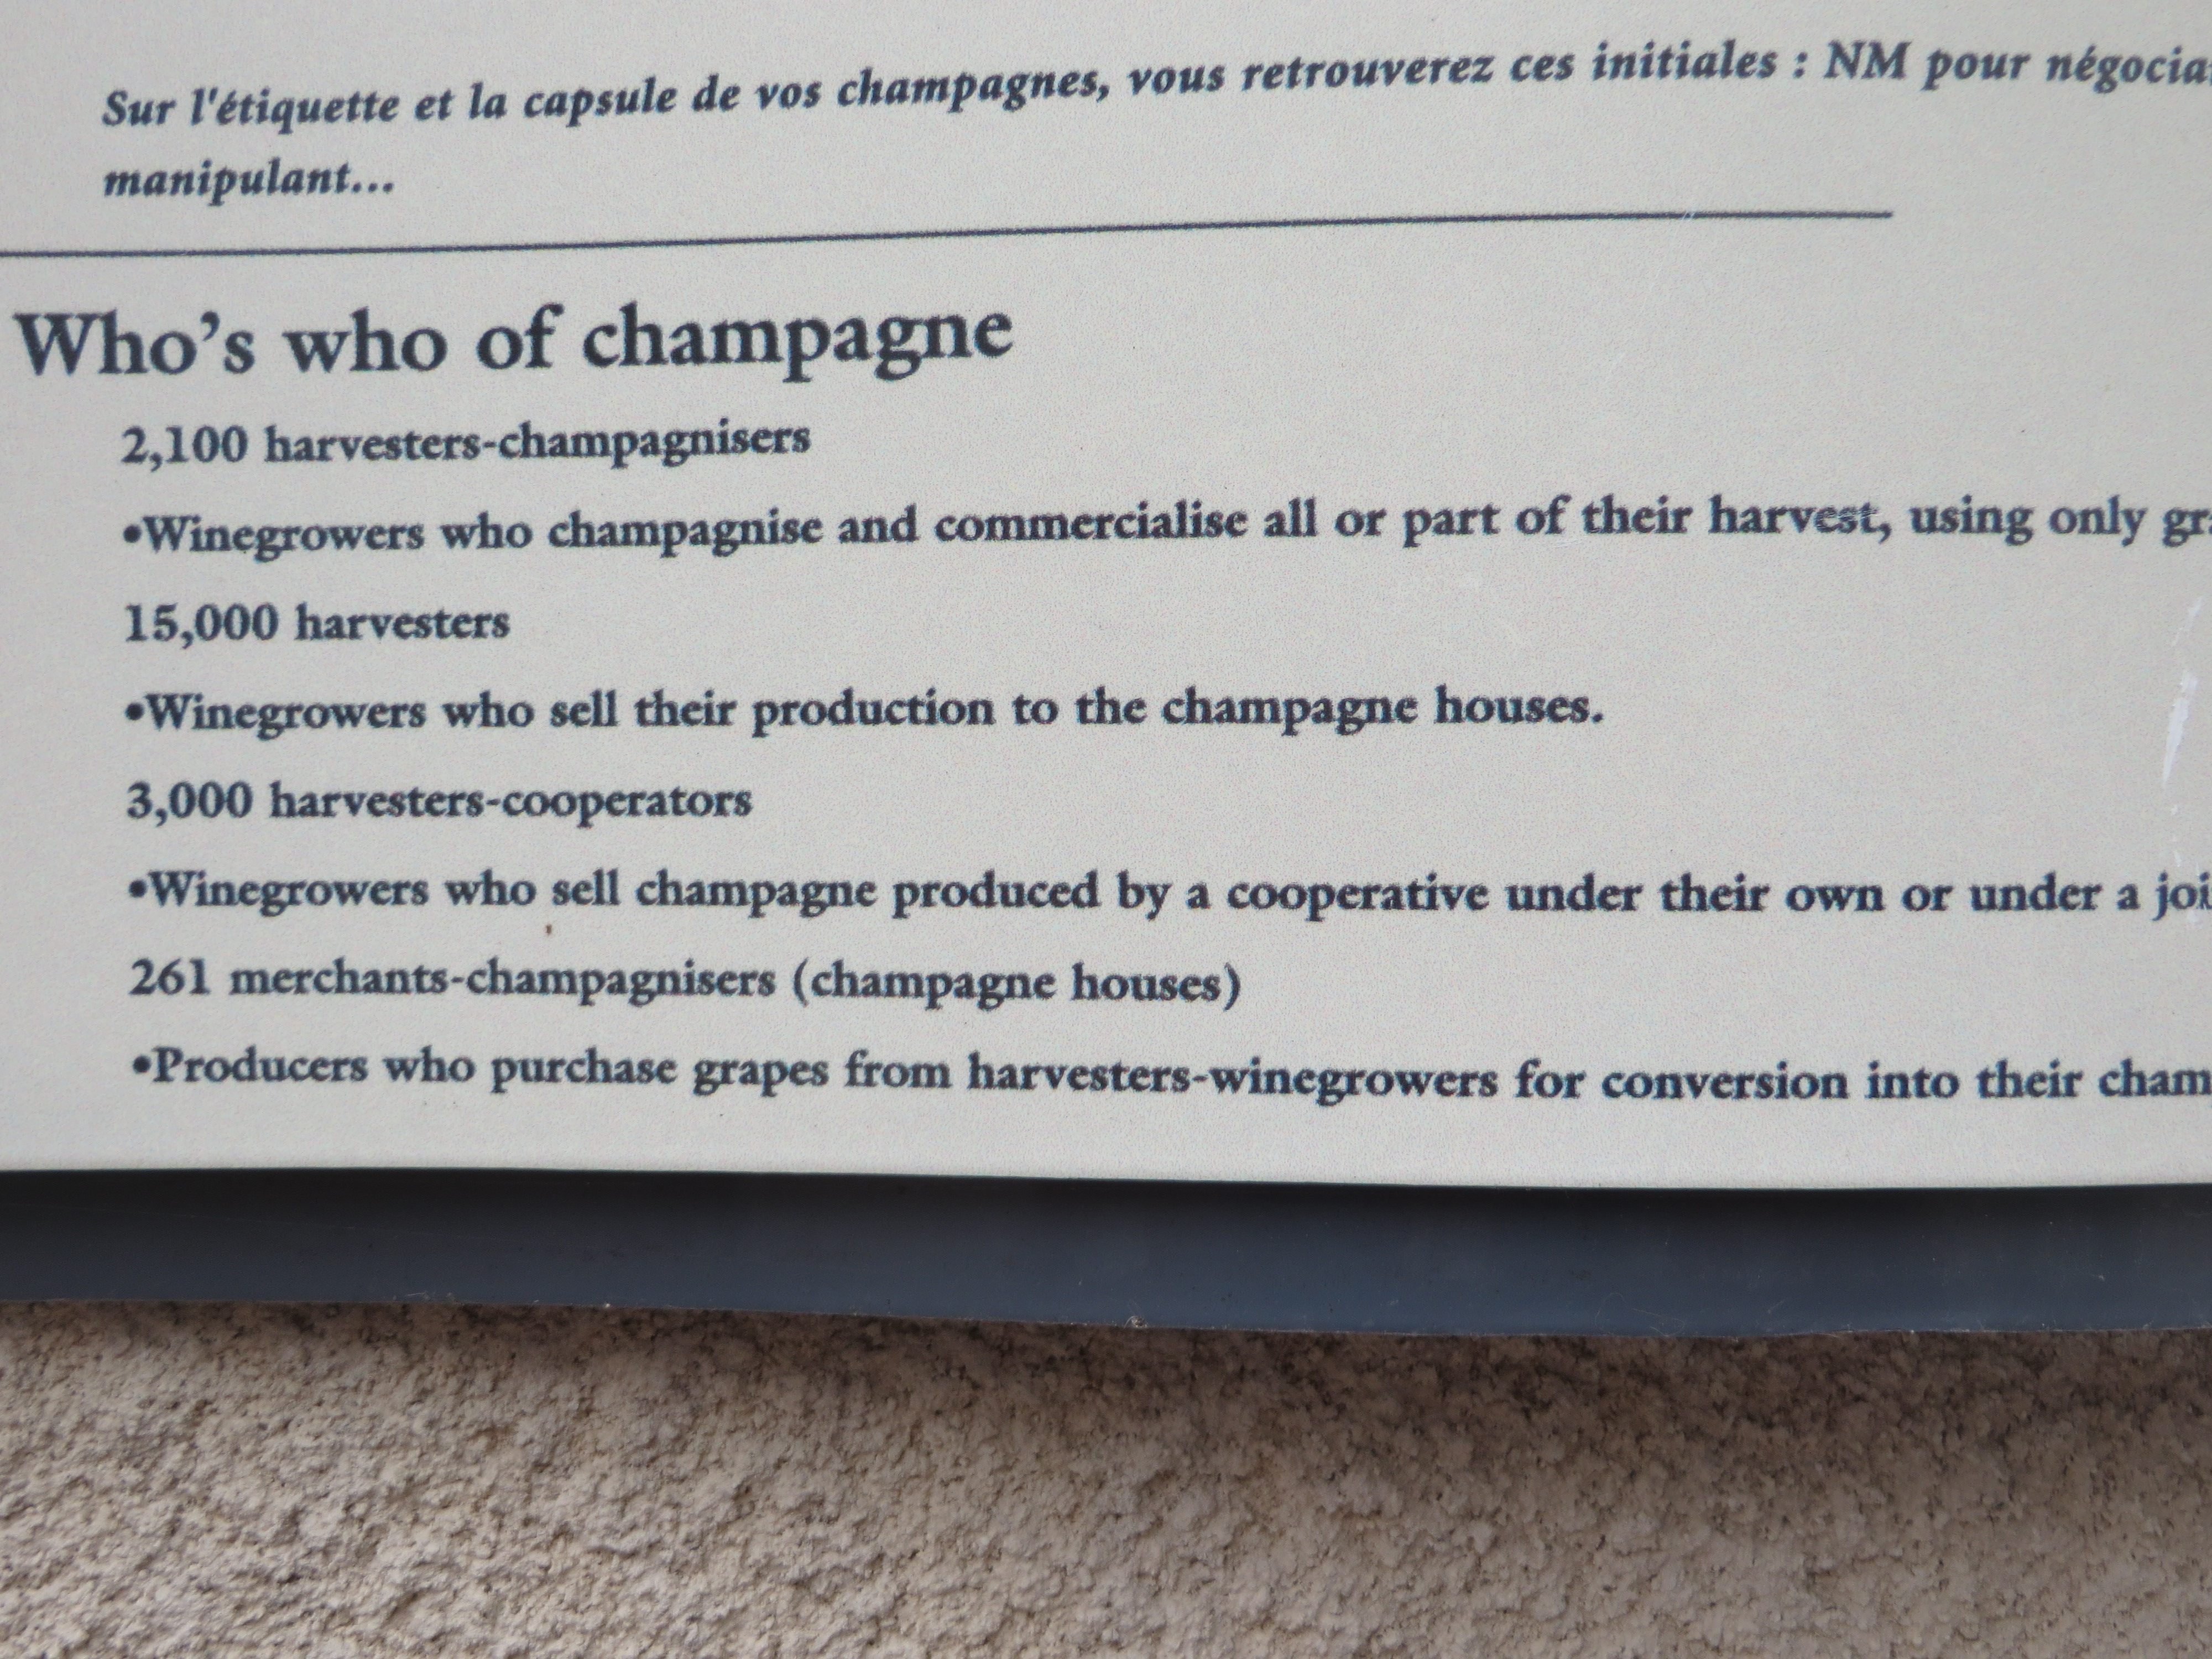 Sur l'étiquette et la capsule de vos champagnes, vous retrouverez ces initiales : NM pour
manipulant...
Who's who of champagne
2,100 harvesters-champagnisers
•Winegrowers who champagnise and commercialise all or part of their harvest, using only
15,000 harvesters
•Winegrowers who sell their production to the champagne houses.
3,000 harvesters-cooperators
•Winegrowers who sell champagne produced by a cooperative under their own or under a
261 merchants-champagnisers (champagne houses)
•Producers who purchase grapes from harvesters-winegrowers for conversion into their